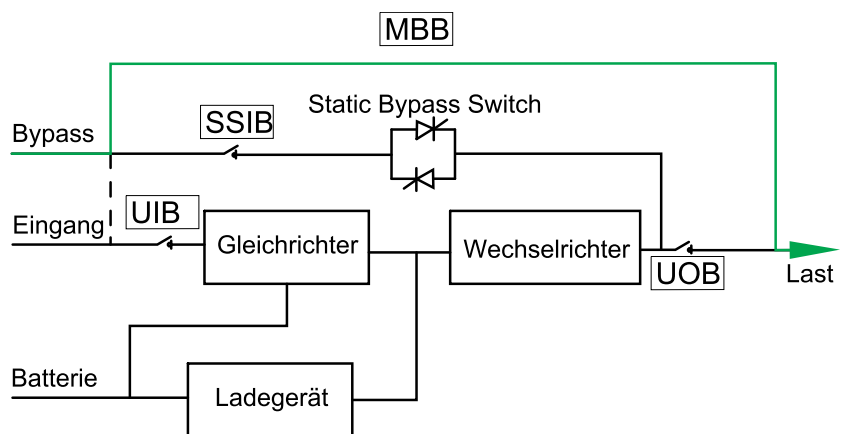 MBB
Static Bypass Switch
SSIB
Bypass
UIB
Eingang
Gleichrichter
Wechselrichter
UOB
Last
Batterie
Ladegerät